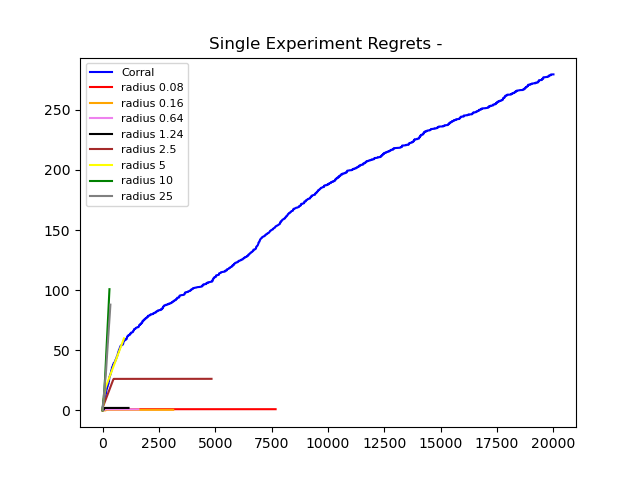 Single Experiment Regrets -
Corral
radius 0.08
radius 0.16
radius 0.64
radius 1.24
radius 2.5
radius 5
radius 10
radius 25
250
200
150
100
50
0
0 2500 5000 7500 10000 12500 15000 17500 20000